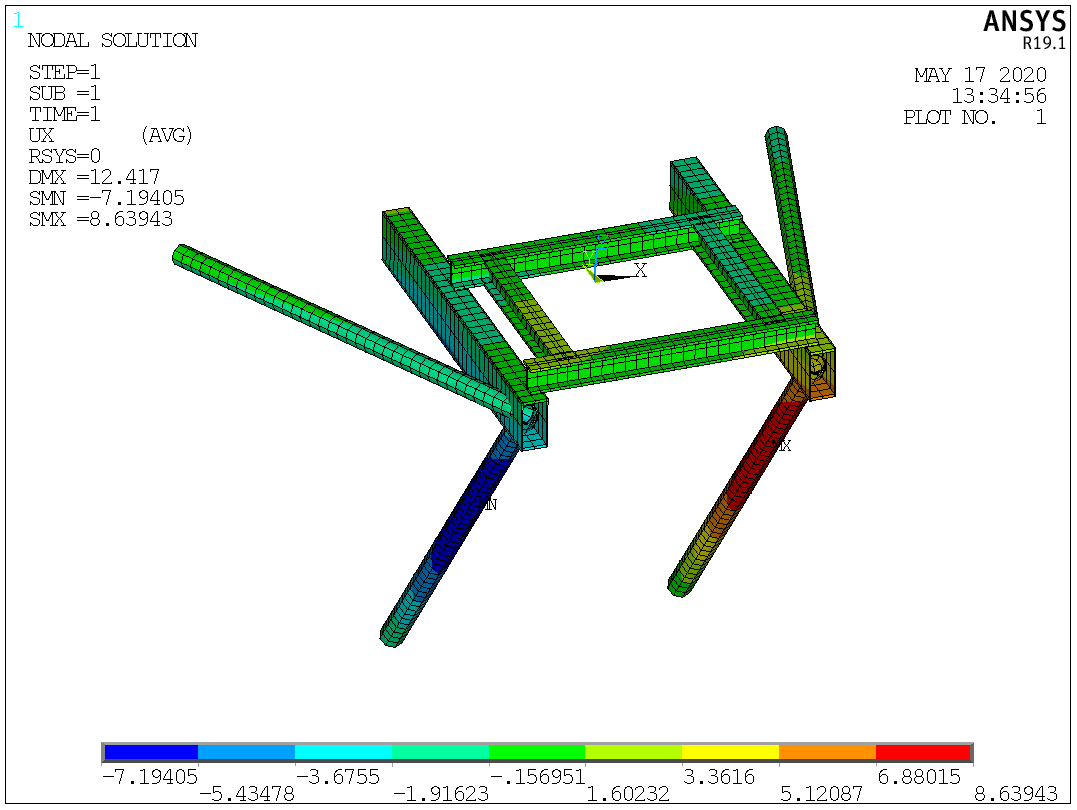 1
ANSYS
R19.1
NODAL SOLUTION
STEP=1
SUB =1
TIME=1
UX (AVG)
RSYS=0
DMX =12.417
SMN =-7.19405
SMX =8.63943
MAY 17 2020
13:34:56
PLOT NO. 1
Y
X
X
N
-7.19405 -3.6755 -.156951 3.3616 6.88015
-5.43478 -1.91623 1.60232 5.12087 8.63943